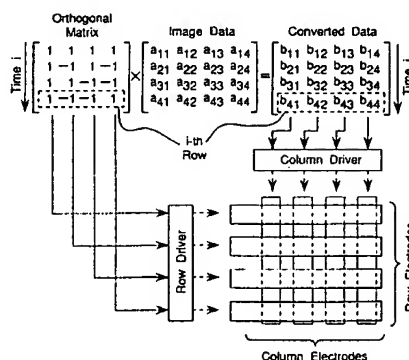 Orthogonal Matrix
Image Data
Converted Data
Time i
1 1 1 1
1 −1 1 −1
1 1 −1 −1
1 −1 −1 1
×
a11 a12 a13 a14
a21 a22 a23 a24
a31 a32 a33 a34
a41 a42 a43 a44
=
b11 b12 b13 b14
b21 b22 b23 b24
b31 b32 b33 b34
b41 b42 b43 b44
Time i
i-th
Row
Column Driver
Row Driver
Row Electrodes
Column Electrodes